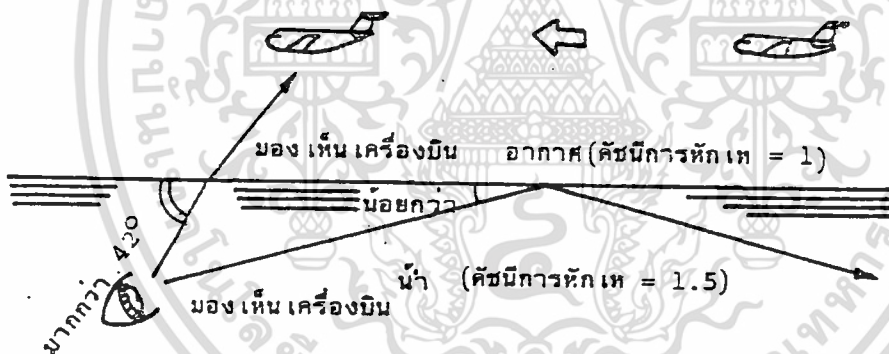 มองเห็นเครื่องบิน
อากาศ (ดัชนีการหักเห = 1)
น้อยกว่า
มากกว่า 42°
น้ำ (ดัชนีการหักเห = 1.5)
มองเห็นเครื่องบิน